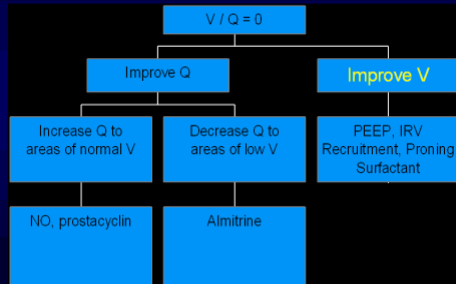 V / Q = 0
Improve Q
Improve V
Increase Q to
areas of normal V
Decrease Q to
areas of low V
PEEP, IRV
Recruitment, Proning
Surfactant
NO, prostacyclin
Almitrine